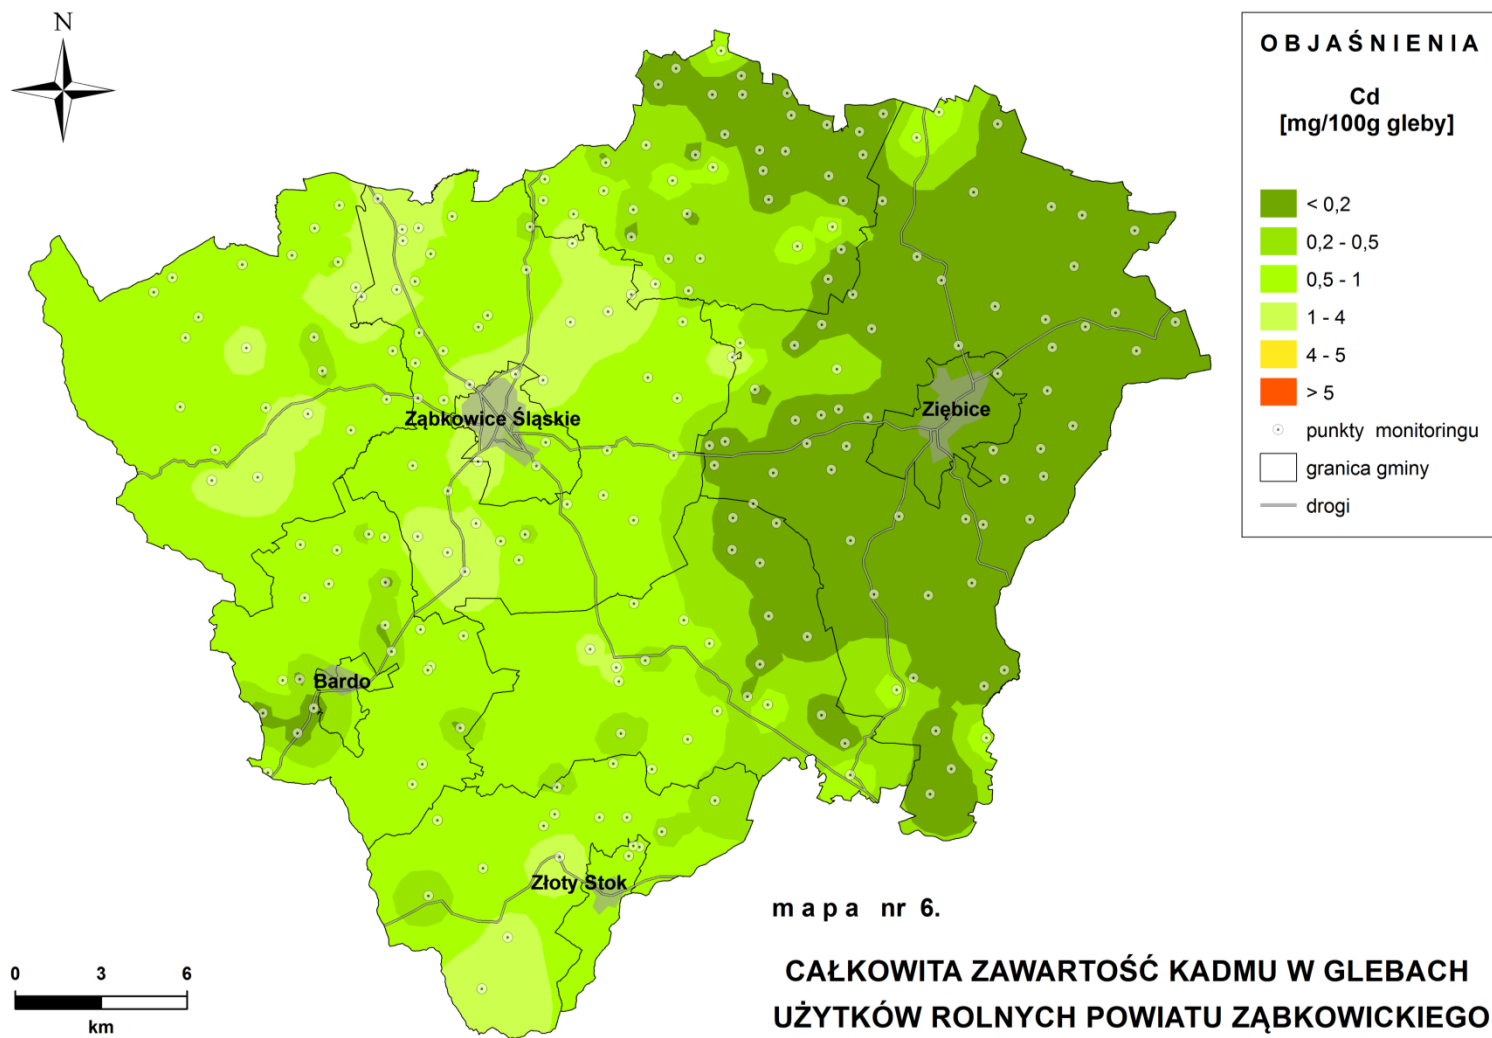 N
O B J A Ś N I E N I A
Cd
[mg/100g gleby]
< 0,2
0,2 - 0,5
0,5 - 1
1 - 4
4 - 5
> 5
punkty monitoringu
granica gminy
drogi
Ząbkowice Śląskie
Ziębice
Bardo
Złoty Stok
m a p a nr 6.
CAŁKOWITA ZAWARTOŚĆ KADMU W GLEBACH
UŻYTKÓW ROLNYCH POWIATU ZĄBKOWICKIEGO
0 3 6
km